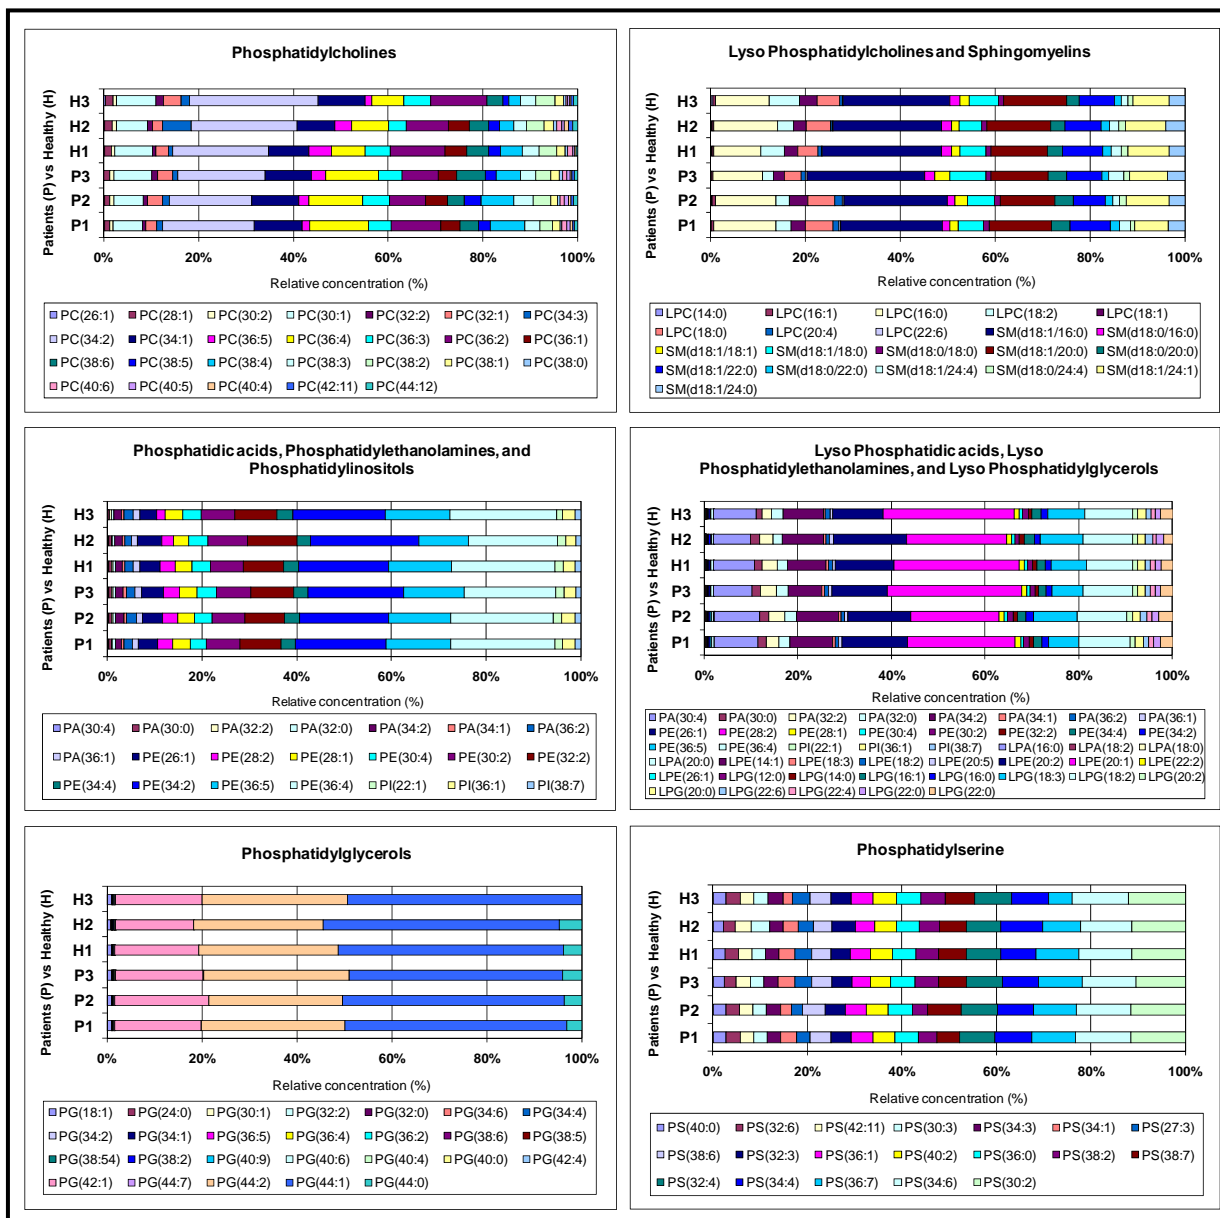 Phosphatidylcholines
Patients (P) vs Healthy (H)
H3
H2
H1
P3
P2
P1
0% 20% 40% 60% 80% 100%
Relative concentration (%)
PC(26:1) PC(28:1) PC(30:2) PC(30:1) PC(32:2) PC(32:1) PC(34:3)
PC(34:2) PC(34:1) PC(36:5) PC(36:4) PC(36:3) PC(36:2) PC(36:1)
PC(38:6) PC(38:5) PC(38:4) PC(38:3) PC(38:2) PC(38:1) PC(38:0)
PC(40:6) PC(40:5) PC(40:4) PC(42:11) PC(44:12)
Lyso Phosphatidylcholines and Sphingomyelins
Patients (P) vs Healthy (H)
H3
H2
H1
P3
P2
P1
0% 20% 40% 60% 80% 100%
Relative concentration (%)
LPC(14:0) LPC(16:1) LPC(16:0) LPC(18:2) LPC(18:1)
LPC(18:0) LPC(20:4) LPC(22:6) SM(d18:1/16:0) SM(d18:0/16:0)
SM(d18:1/18:1) SM(d18:1/18:0) SM(d18:0/18:0) SM(d18:1/20:0) SM(d18:0/20:0)
SM(d18:1/22:0) SM(d18:0/22:0) SM(d18:1/24:4) SM(d18:0/24:4) SM(d18:1/24:1)
SM(d18:1/24:0)
Phosphatidic acids, Phosphatidylethanolamines, and
Phosphatidylinositols
Patients (P) vs Healthy (H)
H3
H2
H1
P3
P2
P1
0% 20% 40% 60% 80% 100%
Relative concentration (%)
PA(30:4) PA(30:0) PA(32:2) PA(32:0) PA(34:2) PA(34:1) PA(36:2)
PA(36:1) PE(26:1) PE(28:2) PE(28:1) PE(30:4) PE(30:2) PE(32:2)
PE(34:4) PE(34:2) PE(36:5) PE(36:4) PI(22:1) PI(36:1) PI(38:7)
Lyso Phosphatidic acids, Lyso
Phosphatidylethanolamines, and Lyso Phosphatidylglycerols
Patients (P) vs Healthy (H)
H3
H2
H1
P3
P2
P1
0% 20% 40% 60% 80% 100%
Relative concentration (%)
PA(30:4) PA(30:0) PA(32:2) PA(32:0) PA(34:2) PA(34:1) PA(36:2) PA(36:1)
PE(26:1) PE(28:2) PE(28:1) PE(30:4) PE(30:2) PE(32:2) PE(34:4) PE(34:2)
PE(36:5) PE(36:4) PI(22:1) PI(36:1) PI(38:7) LPA(16:0) LPA(18:2) LPA(18:0)
LPA(20:0) LPE(14:1) LPE(18:3) LPE(18:2) LPE(20:5) LPE(20:2) LPE(20:1) LPE(22:2)
LPE(26:1) LPG(12:0) LPG(14:0) LPG(16:1) LPG(16:0) LPG(18:3) LPG(18:2) LPG(20:2)
LPG(20:0) LPG(22:6) LPG(22:4) LPG(22:0) LPG(22:0)
Phosphatidylglycerols
Patients (P) vs Healthy (H)
H3
H2
H1
P3
P2
P1
0% 20% 40% 60% 80% 100%
Relative concentration (%)
PG(18:1) PG(24:0) PG(30:1) PG(32:2) PG(32:0) PG(34:6) PG(34:4)
PG(34:2) PG(34:1) PG(36:5) PG(36:4) PG(36:2) PG(38:6) PG(38:5)
PG(38:54) PG(38:2) PG(40:9) PG(40:6) PG(40:4) PG(40:0) PG(42:4)
PG(42:1) PG(44:7) PG(44:2) PG(44:1) PG(44:0)
Phosphatidylserine
Patients (P) vs Healthy (H)
H3
H2
H1
P3
P2
P1
0% 20% 40% 60% 80% 100%
Relative concentration (%)
PS(40:0) PS(32:6) PS(42:11) PS(30:3) PS(34:3) PS(34:1) PS(27:3)
PS(38:6) PS(32:3) PS(36:1) PS(40:2) PS(36:0) PS(38:2) PS(38:7)
PS(32:4) PS(34:4) PS(36:7) PS(34:6) PS(30:2)